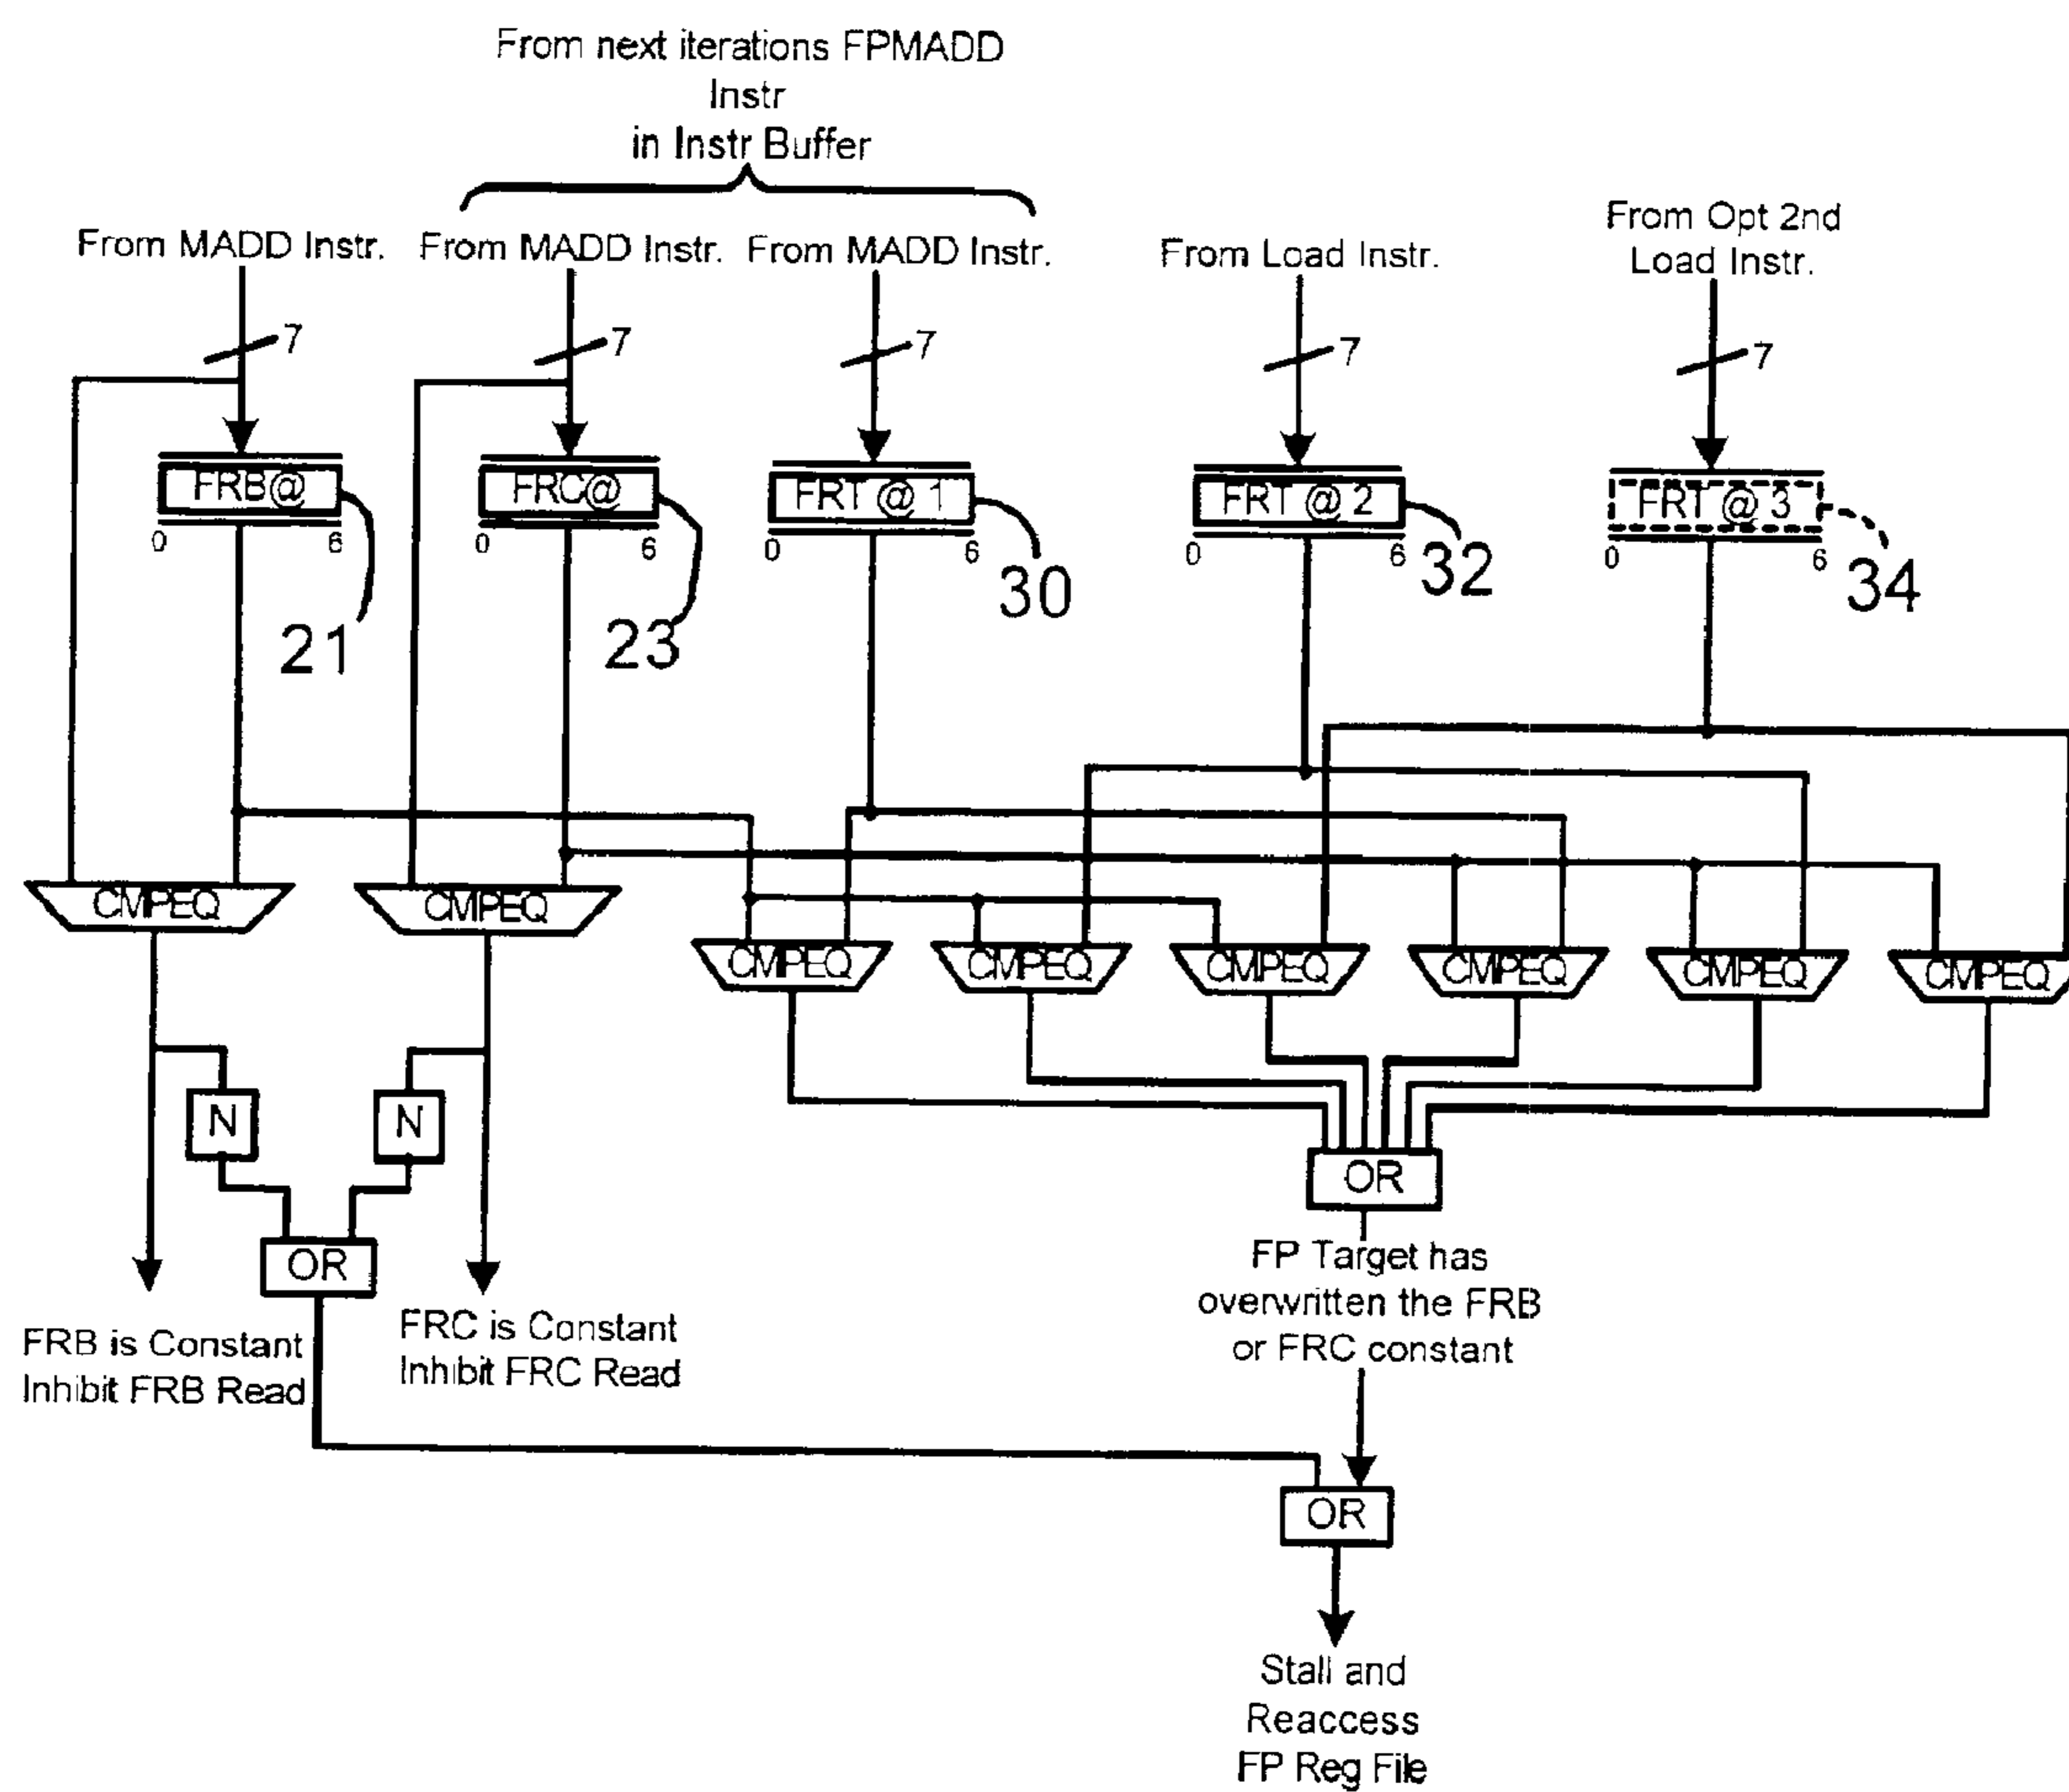 From next iterations FPMADD
Instr
in Instr Buffer
From MADD Instr.
From MADD Instr.
From MADD Instr.
From Load Instr.
From Opt 2nd
Load Instr.
7
7
7
7
7
FRB@
FRC@
FRT @ 1
FRT @ 2
FRT @ 3
0
6
0
6
0
6
0
6
0
6
21
23
30
32
34
CMPEQ
CMPEQ
CMPEQ
CMPEQ
CMPEQ
CMPEQ
CMPEQ
CMPEQ
N
N
OR
OR
FRB is Constant
Inhibit FRB Read
FRC is Constant
Inhibit FRC Read
FP Target has
overwritten the FRB
or FRC constant
OR
Stall and
Reaccess
FP Reg File